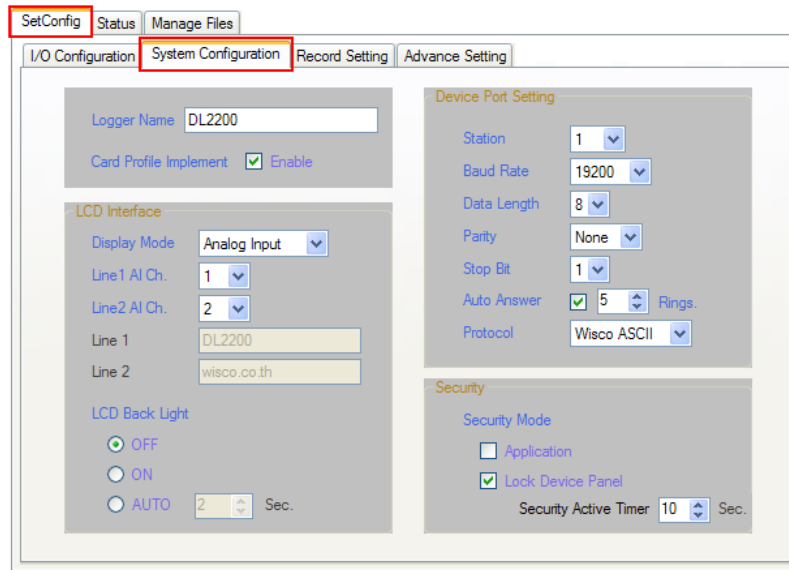 SetConfig Status Manage Files
I/O Configuration System Configuration Record Setting Advance Setting
Logger Name DL2200
Card Profile Implement Enable
LCD Interface
Display Mode Analog Input
Line1 AI Ch. 1
Line2 AI Ch. 2
Line 1 DL2200
Line 2 wisco.co.th
LCD Back Light
OFF
ON
AUTO 2 Sec.
Device Port Setting
Station 1
Baud Rate 19200
Data Length 8
Parity None
Stop Bit 1
Auto Answer 5 Rings.
Protocol Wisco ASCII
Security
Security Mode
Application
Lock Device Panel
Security Active Timer 10 Sec.